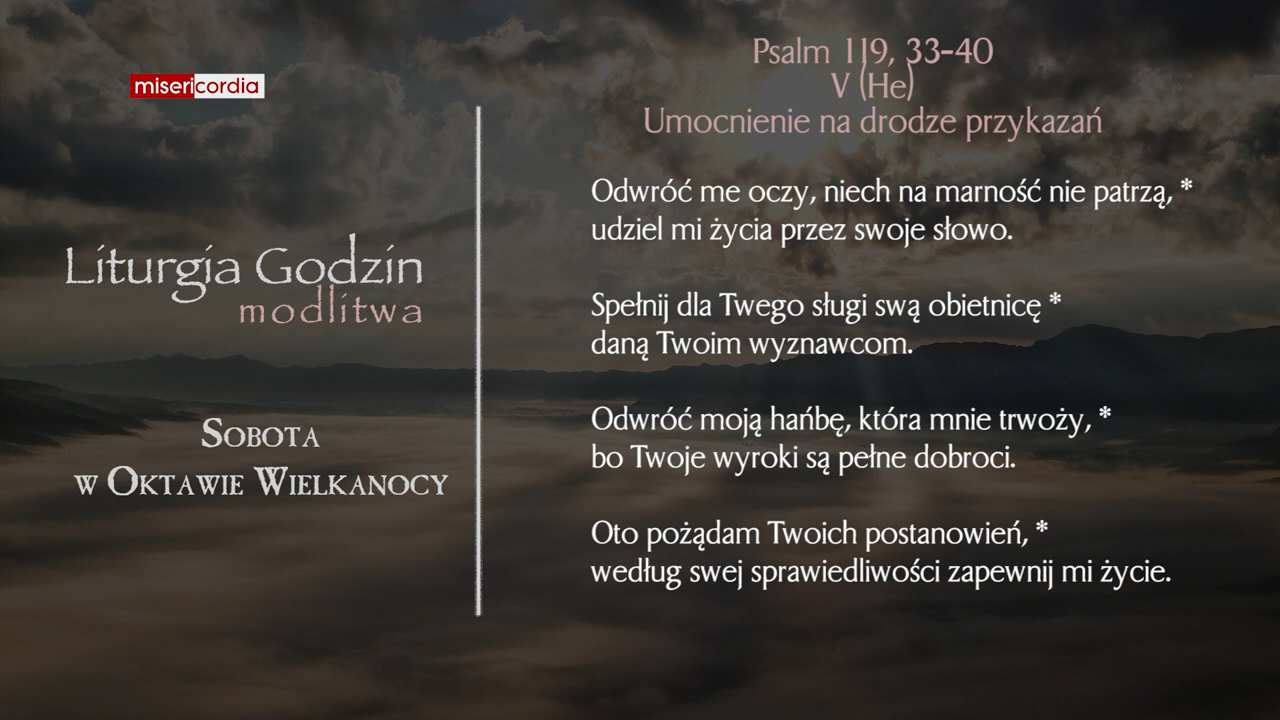 misericordia
Liturgia Godzin
modlitwa
Sobota
w Oktawie Wielkanocy
Psalm 119, 33-40
V (He)
Umocnienie na drodze przykazań
Odwróć me oczy, niech na marność nie patrzą, *
udziel mi życia przez swoje słowo.
Spełnij dla Twego sługi swą obietnicę *
daną Twoim wyznawcom.
Odwróć moją hańbę, która mnie trwoży, *
bo Twoje wyroki są pełne dobroci.
Oto pożądam Twoich postanowień, *
według swej sprawiedliwości zapewnij mi życie.